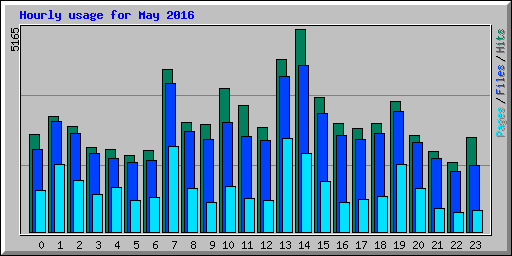 Hourly usage for May 2016
5165
Pages/Files/Hits
0 1 2 3 4 5 6 7 8 9 10 11 12 13 14 15 16 17 18 19 20 21 22 23